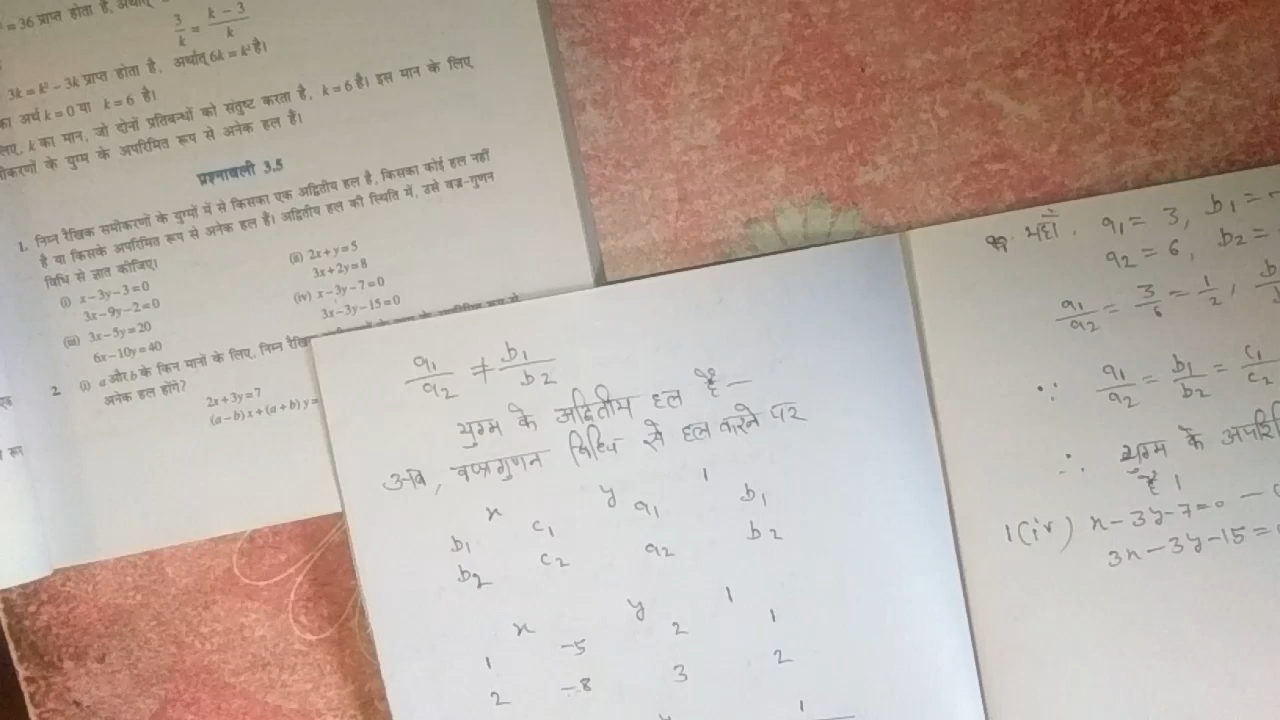 = 36 प्राप्त होता है, अर्थात्
3/k = k − 3/k
3k = k² − 3k प्राप्त होता है, अर्थात् 6k = k² है।
का अर्थ k = 0 या k = 6 है।
लिए, k का मान, जो दोनों प्रतिबन्धों को संतुष्ट करता है, k = 6 है। इस मान के लिए
के युग्म के अपरिमित रूप से अनेक हल हैं।
प्रश्नावली 3.5
1. निम्न रैखिक समीकरणों के युग्मों में से किसका एक अद्वितीय हल है, किसका कोई हल नहीं
है या किसके अपरिमित रूप से अनेक हल हैं। अद्वितीय हल की स्थिति में, उसे वज्र-गुणन
विधि से ज्ञात कीजिए।
(i) x − 3y − 3 = 0
3x − 9y − 2 = 0
(ii) 2x + y = 5
3x + 2y = 8
(iii) 3x − 5y = 20
6x − 10y = 40
(iv) x − 3y − 7 = 0
3x − 3y − 15 = 0
2. (i) a और b के किन मानों के लिए, निम्न
अनेक हल होंगे?
2x + 3y = 7
(a − b) x + (a + b) y =
a₁/a₂ ≠ b₁/b₂
युग्म के अद्वितीय हल है —
अब, वज्रगुणन विधि से हल करने पर
x y 1
b₁ c₁ a₁ b₁
b₂ c₂ a₂ b₂
x y 1
1 −5 2 1
2 −8 3 2
1
यहाँ, a₁ = 3, b₁ =
a₂ = 6, b₂ =
a₁/a₂ = 3/6 = 1/2,
∵ a₁/a₂ = b₁/b₂ = c₁/c₂
∴ युग्म के
है।
1(iv) x − 3y − 7 = 0 —
3x − 3y − 15 =